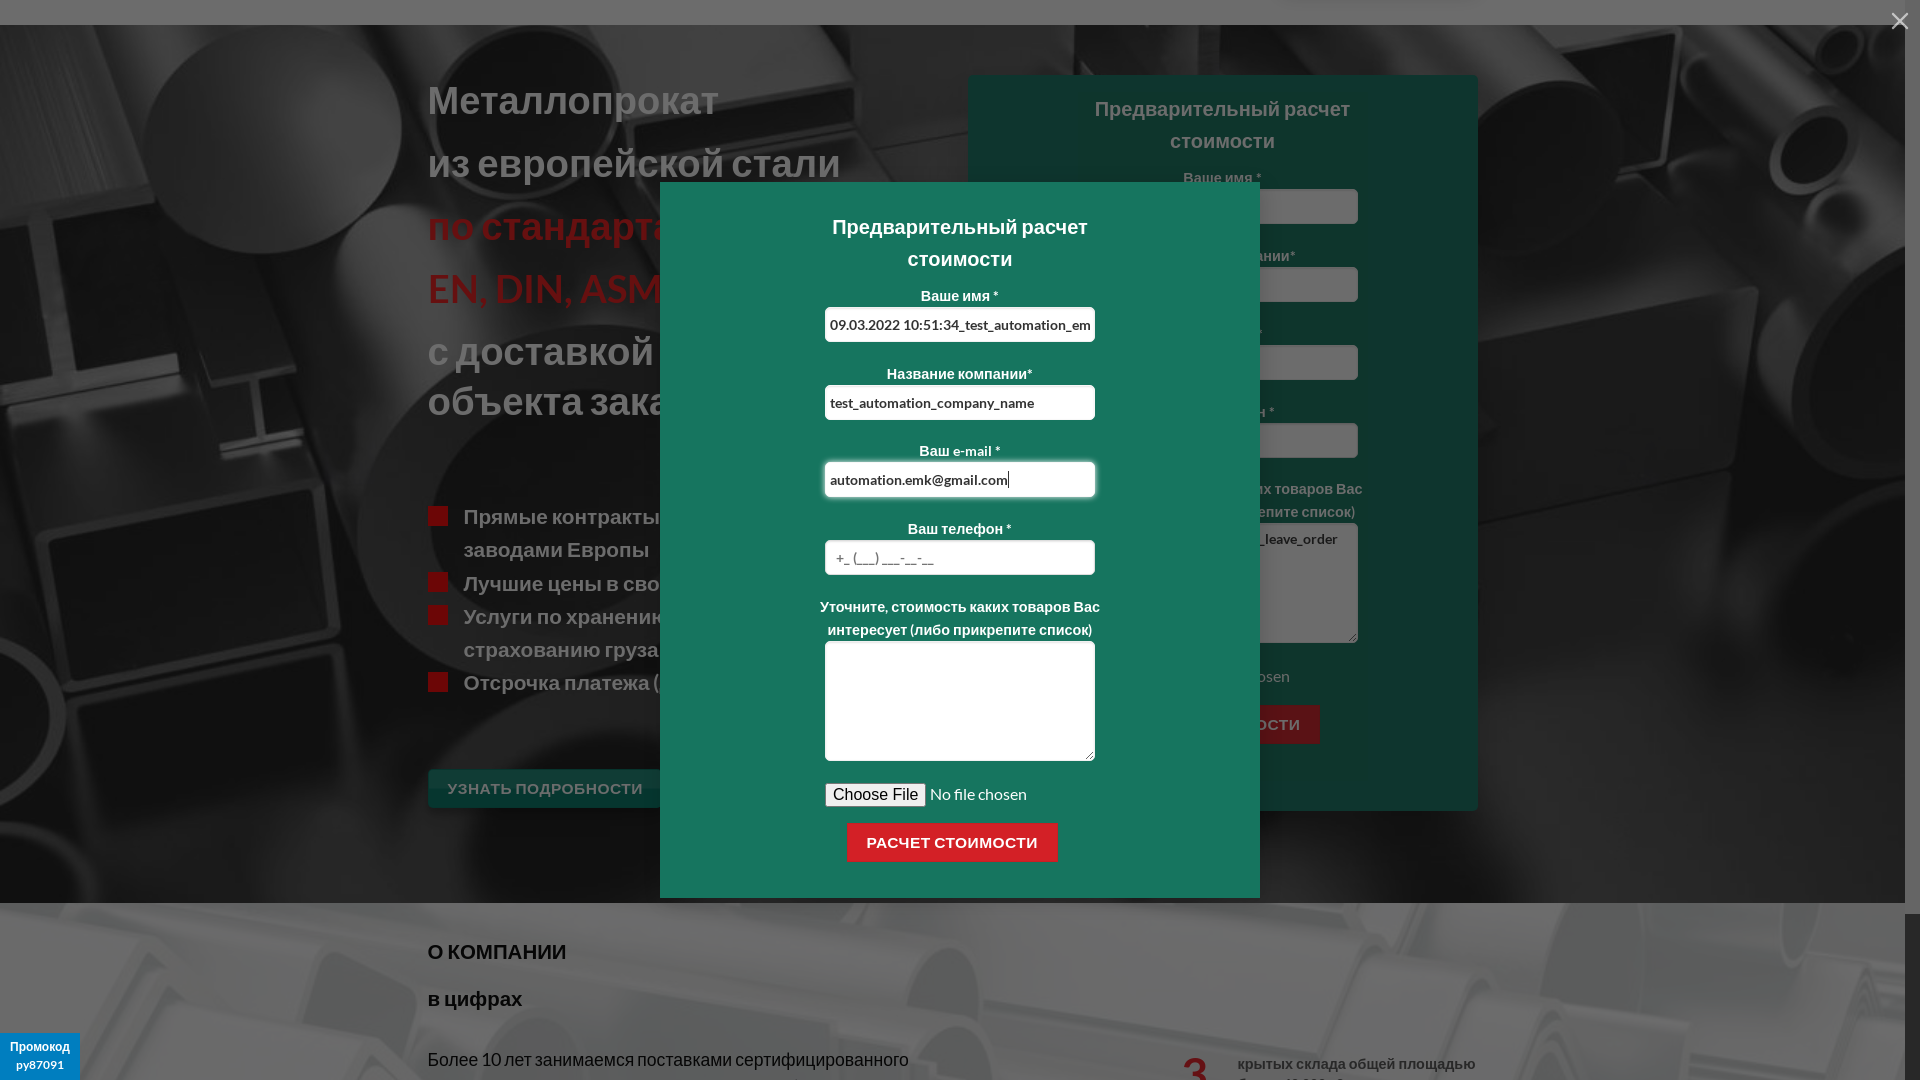 Металлопрокат
из европейской стали
по стандарта
EN, DIN, ASM
с доставкой
объекта зака
Прямые контракты
заводами Европы
Лучшие цены в сво
Услуги по хранению
страхованию груза
Отсрочка платежа (
УЗНАТЬ ПОДРОБНОСТИ
Предварительный расчет
стоимости
Ваше имя *
09.03.2022 10:51:34_test_automation_em
Название компании*
test_automation_company_name
Ваш e-mail *
automation.emk@gmail.com
Ваш телефон *
+_ (___) ___-__-__
Уточните, стоимость каких товаров Вас
интересует (либо прикрепите список)
Choose File No file chosen
РАСЧЕТ СТОИМОСТИ
Предварительный расчет
стоимости
Ваше имя *
ании*
*
н *
их товаров Вас
епите список)
_leave_order
osen
ОСТИ
О КОМПАНИИ
в цифрах
Более 10 лет занимаемся поставками сертифицированного
3
крытых склада общей площадью
Промокод
py87091